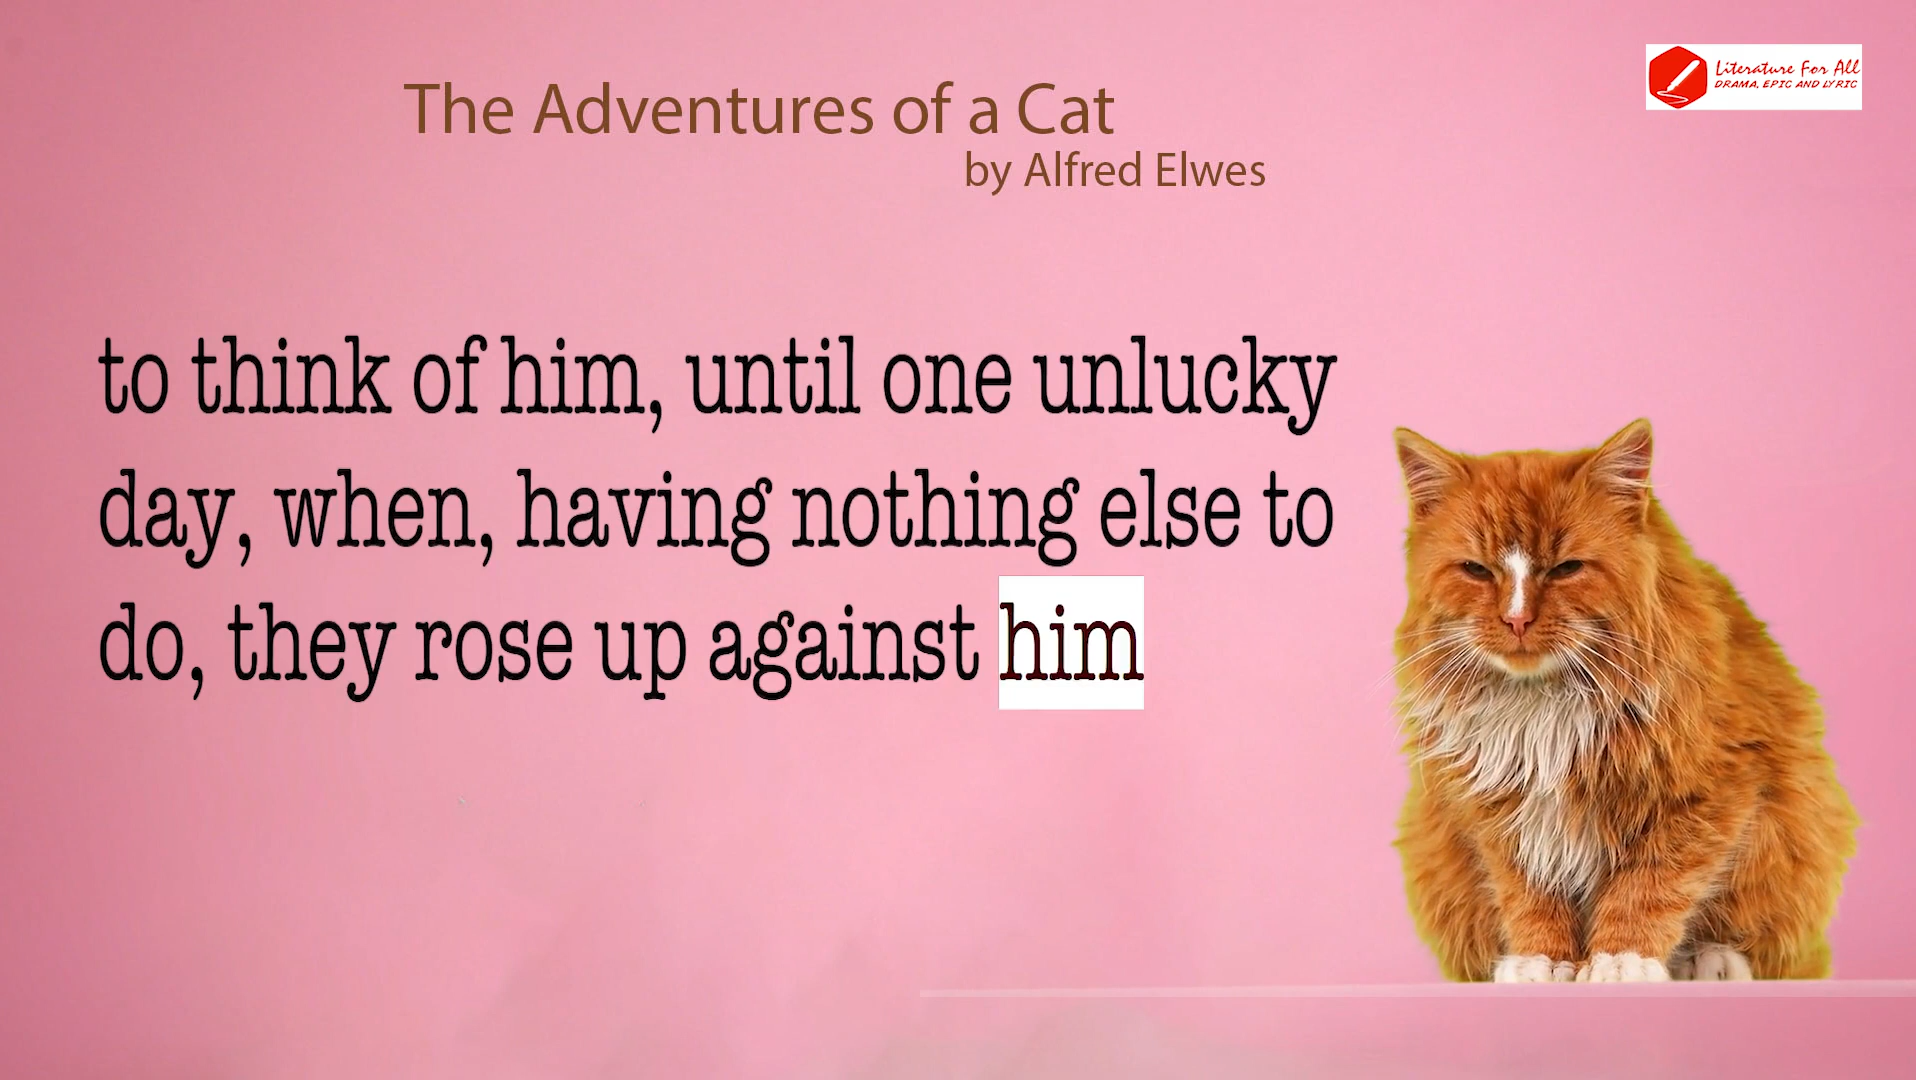 The Adventures of a Cat
by Alfred Elwes
Literature For All
DRAMA, EPIC AND LYRIC
to think of him, until one unlucky
day, when, having nothing else to
do, they rose up against him